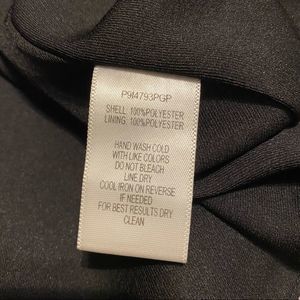 P9I4793PGP
SHELL: 100%POLYESTER
LINING: 100%POLYESTER
HAND WASH COLD
WITH LIKE COLORS
DO NOT BLEACH
LINE DRY
COOL IRON ON REVERSE
IF NEEDED
FOR BEST RESULTS DRY
CLEAN